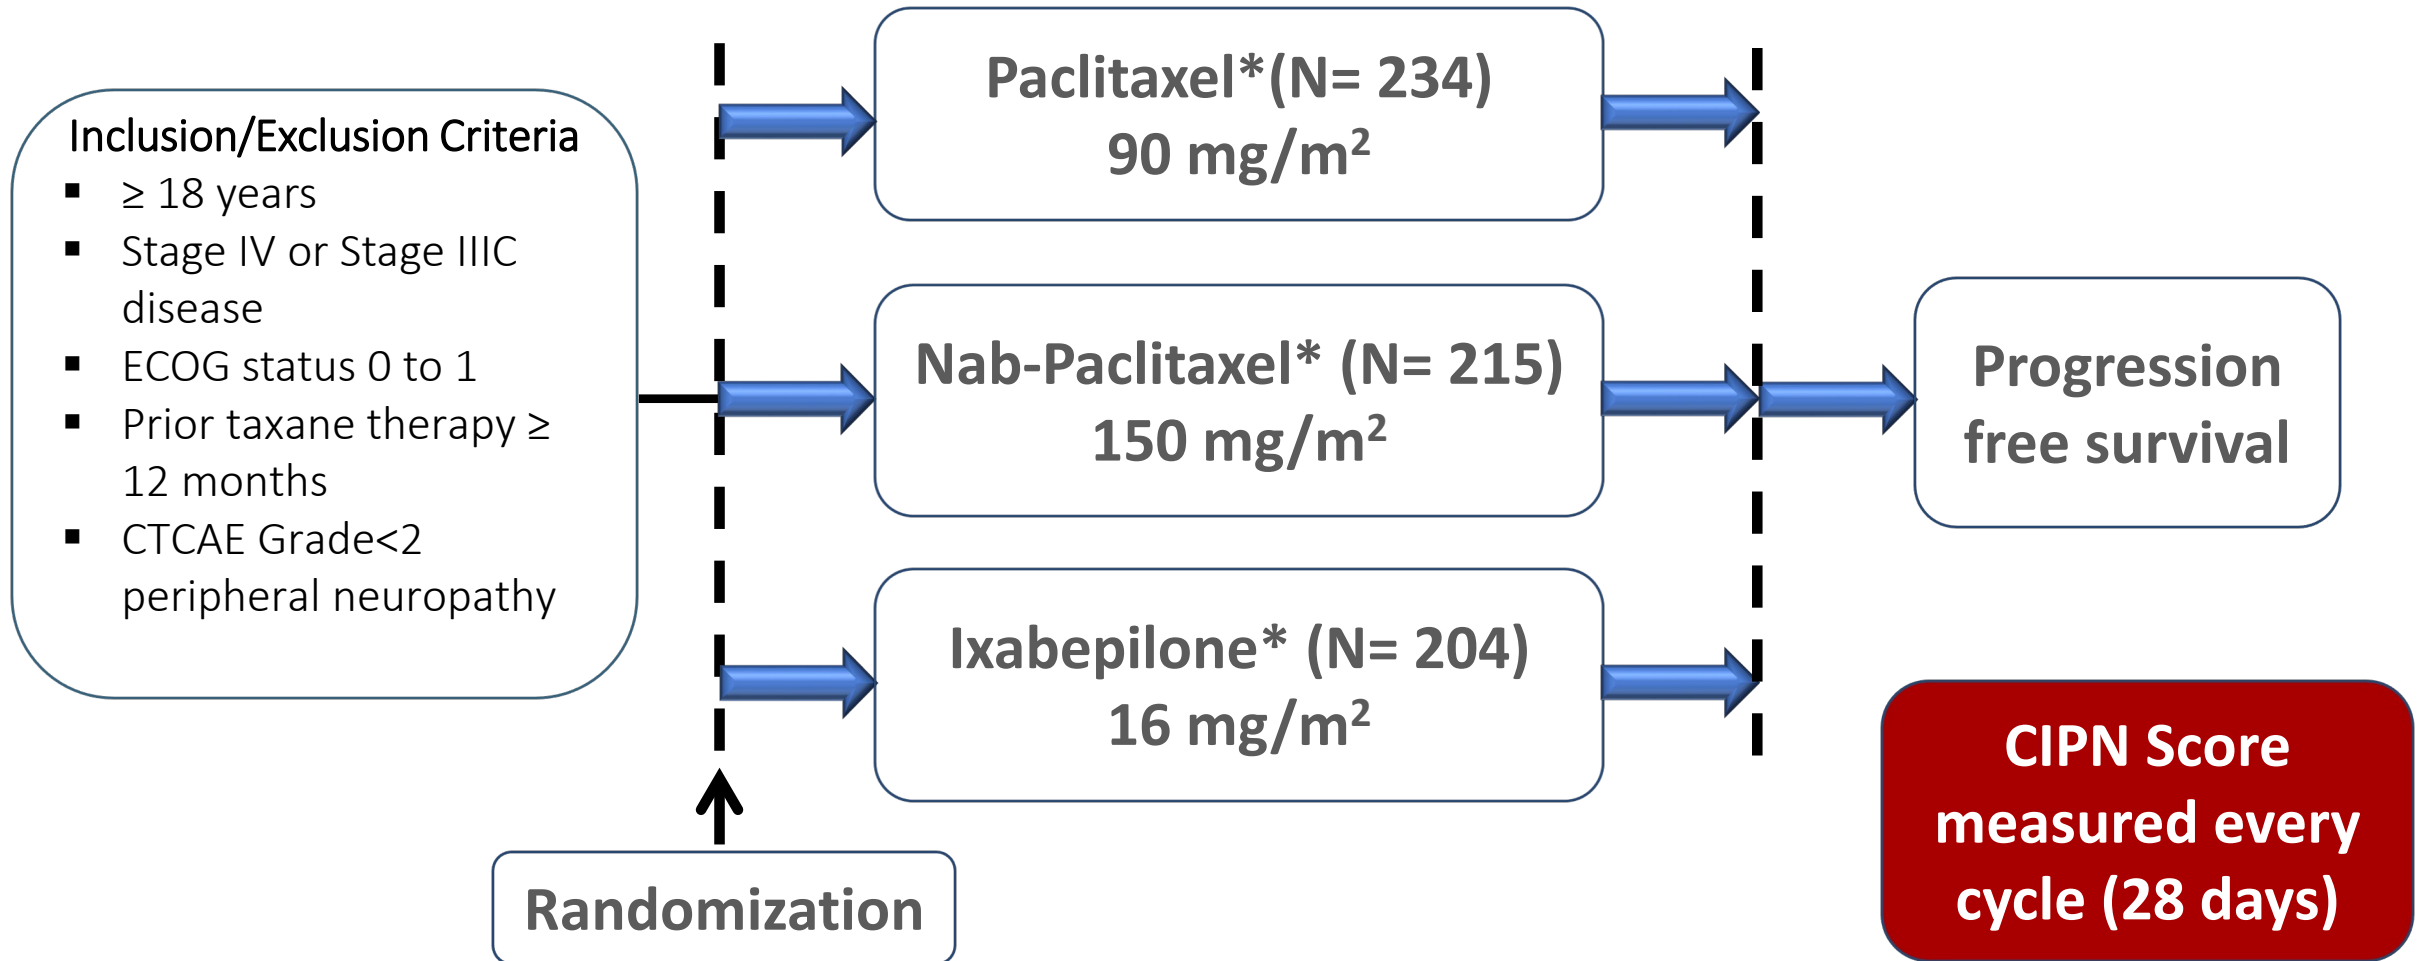 Inclusion/Exclusion Criteria
▪ ≥ 18 years
▪ Stage IV or Stage IIIC
disease
▪ ECOG status 0 to 1
▪ Prior taxane therapy ≥
12 months
▪ CTCAE Grade<2
peripheral neuropathy
Randomization
Paclitaxel*(N= 234)
90 mg/m²
Nab-Paclitaxel* (N= 215)
150 mg/m²
Ixabepilone* (N= 204)
16 mg/m²
Progression
free survival
CIPN Score
measured every
cycle (28 days)